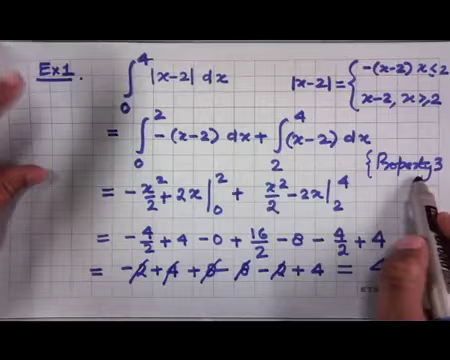 Ex1. ∫₀⁴ |x-2| dx |x-2| = { -(x-2) x ≤ 2
x-2, x ≥ 2
= ∫₀² -(x-2) dx + ∫₂⁴ (x-2) dx
{ Property 3
= -x²/2 + 2x |₀² + x²/2 - 2x |₂⁴
= -4/2 + 4 - 0 + 16/2 - 8 - 4/2 + 4
= -2 + 4 + 8 - 8 - 2 + 4 = 4